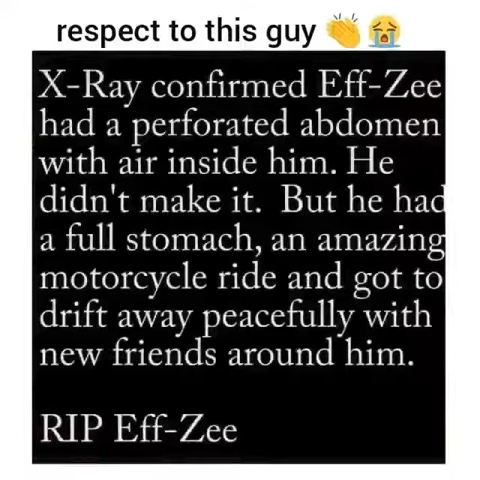 respect to this guy 👏😭
X-Ray confirmed Eff-Zee
had a perforated abdomen
with air inside him. He
didn't make it.  But he had
a full stomach, an amazing
motorcycle ride and got to
drift away peacefully with
new friends around him.
RIP Eff-Zee